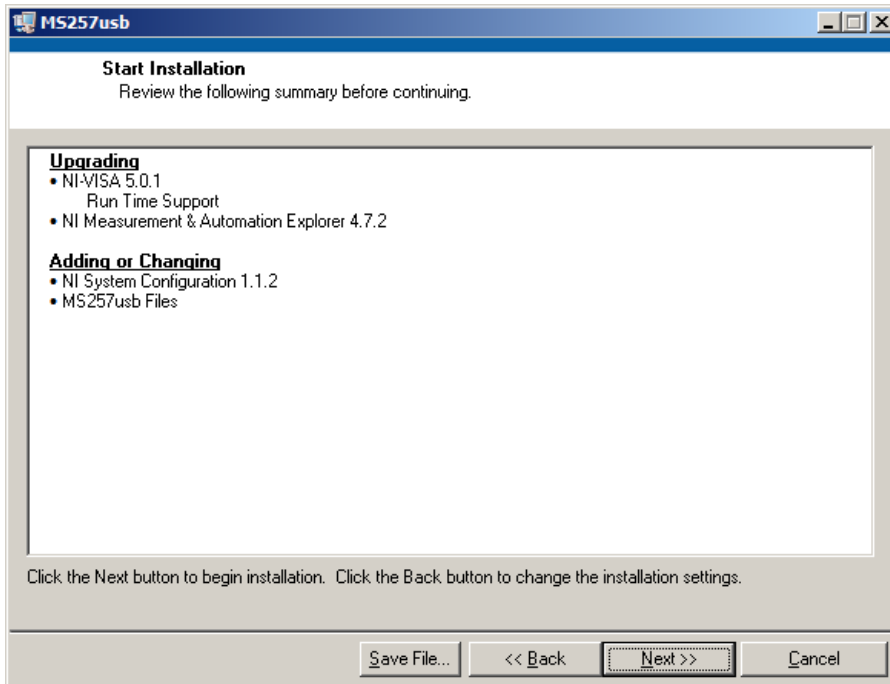 MS257usb
Start Installation
Review the following summary before continuing.
Upgrading
• NI-VISA 5.0.1
Run Time Support
• NI Measurement & Automation Explorer 4.7.2
Adding or Changing
• NI System Configuration 1.1.2
• MS257usb Files
Click the Next button to begin installation. Click the Back button to change the installation settings.
Save File... << Back Next >> Cancel